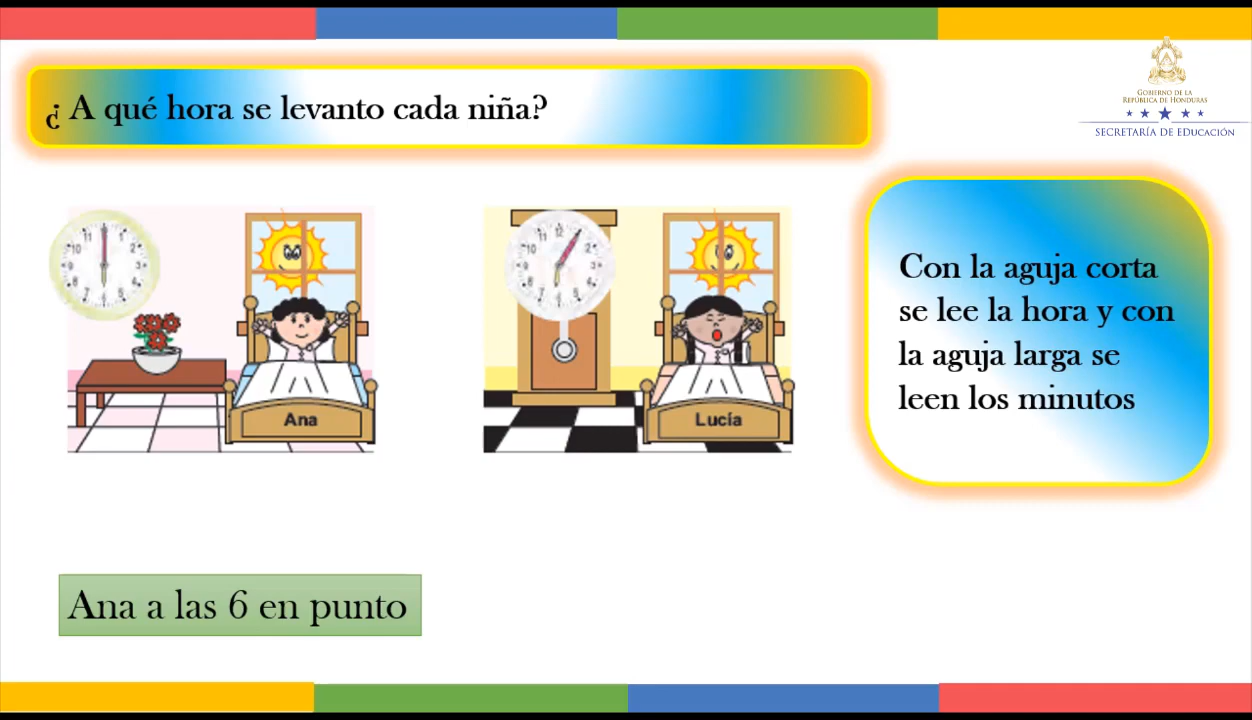 ¿ A qué hora se levanto cada niña?
GOBIERNO DE LA
REPÚBLICA DE HONDURAS
SECRETARÍA DE EDUCACIÓN
Con la aguja corta
se lee la hora y con
la aguja larga se
leen los minutos
Ana
Lucía
Ana a las 6 en punto